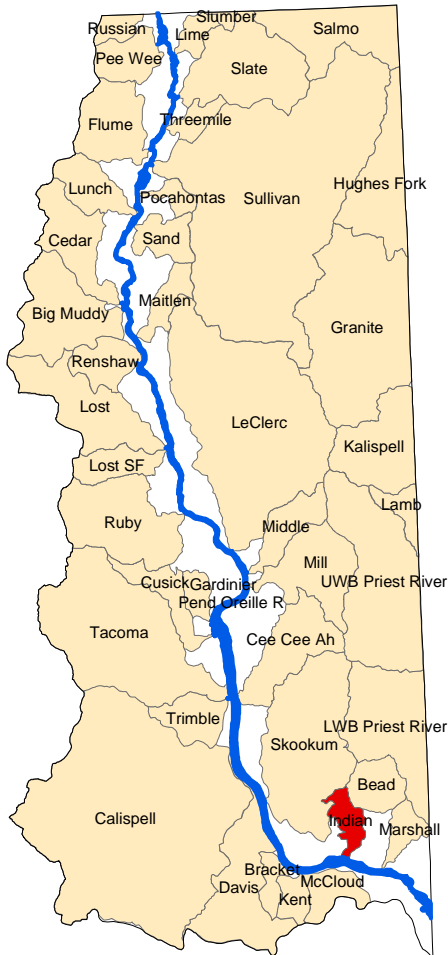 Slumber
Russian
Lime
Salmo
Pee Wee
Slate
Flume
Threemile
Hughes Fork
Lunch
Pocahontas
Sullivan
Cedar
Sand
Maitlen
Big Muddy
Granite
Renshaw
Lost
LeClerc
Kalispell
Lost SF
Lamb
Ruby
Middle
Mill
Cusick
Gardinier
UWB Priest River
Pend Oreille R
Tacoma
Cee Cee Ah
Trimble
LWB Priest River
Skookum
Bead
Calispell
Indian
Marshall
Bracket
McCloud
Davis
Kent